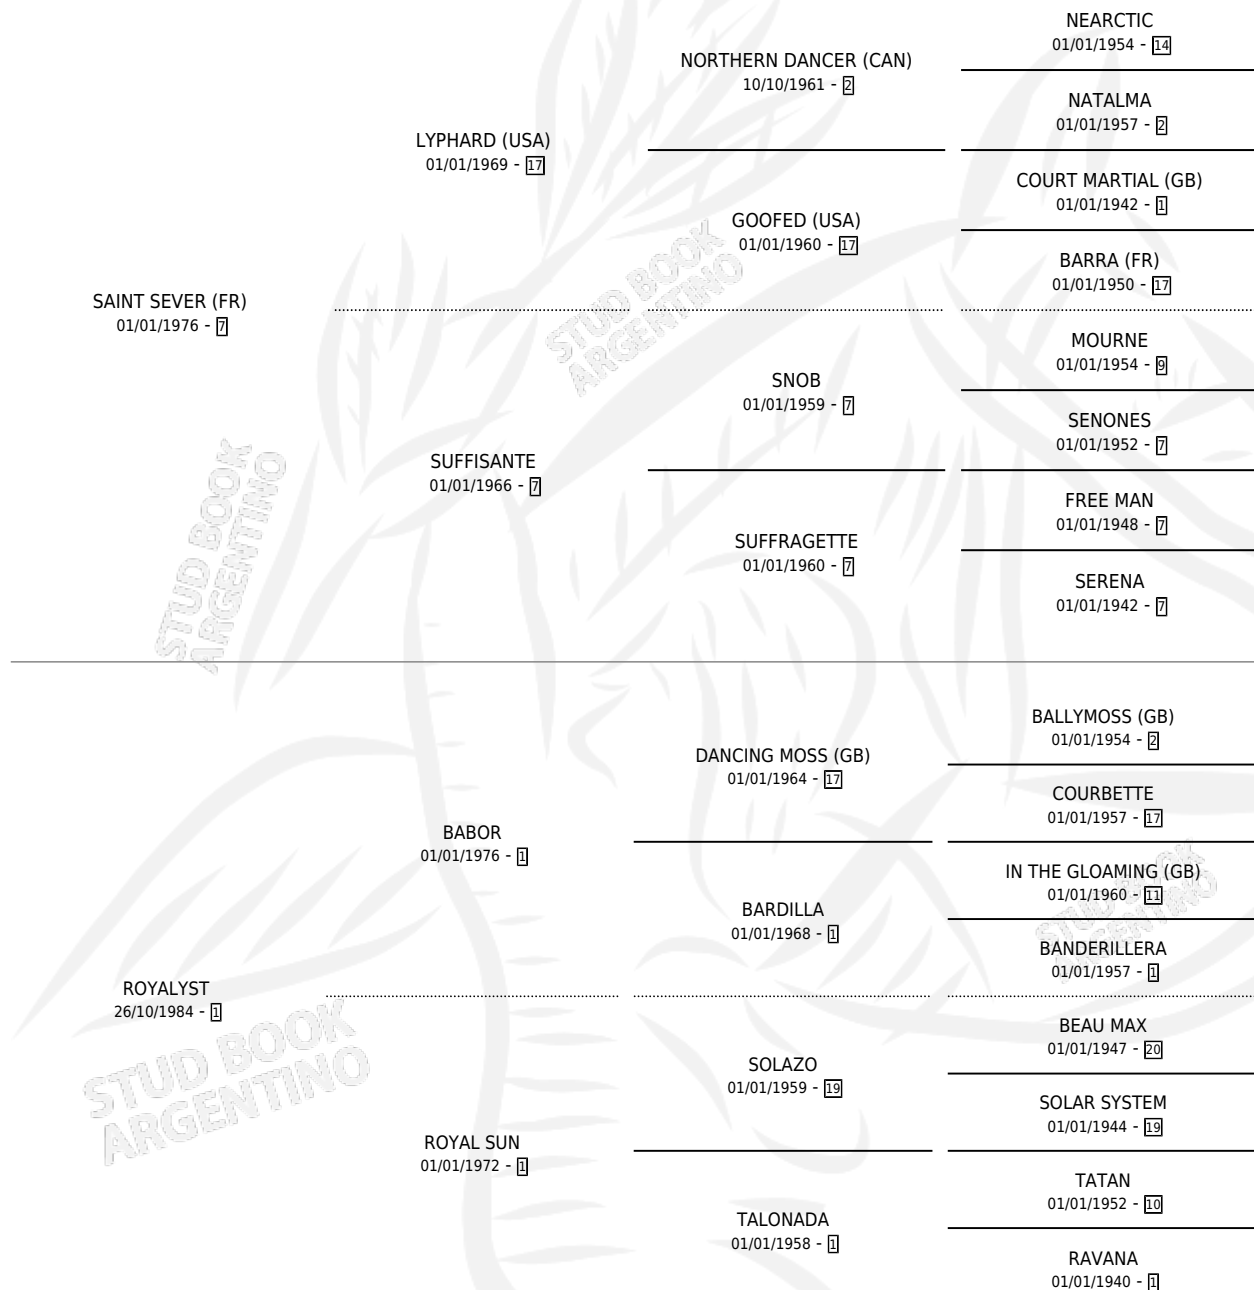 NEARCTIC
01/01/1954 - 14
NORTHERN DANCER (CAN)
10/10/1961 - 2
NATALMA
01/01/1957 - 2
LYPHARD (USA)
01/01/1969 - 17
COURT MARTIAL (GB)
01/01/1942 - 1
GOOFED (USA)
01/01/1960 - 17
BARRA (FR)
01/01/1950 - 17
SAINT SEVER (FR)
01/01/1976 - 7
STUD BOOK
ARGENTINO
MOURNE
01/01/1954 - 9
SNOB
01/01/1959 - 7
SENONES
01/01/1952 - 7
SUFFISANTE
01/01/1966 - 7
FREE MAN
01/01/1948 - 7
SUFFRAGETTE
01/01/1960 - 7
SERENA
01/01/1942 - 7
STUD BOOK
ARGENTINO
BALLYMOSS (GB)
01/01/1954 - 2
DANCING MOSS (GB)
01/01/1964 - 17
COURBETTE
01/01/1957 - 17
BABOR
01/01/1976 - 1
IN THE GLOAMING (GB)
01/01/1960 - 11
BARDILLA
01/01/1968 - 1
BANDERILLERA
01/01/1957 - 1
STUD BOOK
ARGENTINO
ROYALYST
26/10/1984 - 1
BEAU MAX
01/01/1947 - 20
SOLAZO
01/01/1959 - 19
SOLAR SYSTEM
01/01/1944 - 19
STUD BOOK
ARGENTINO
ROYAL SUN
01/01/1972 - 1
TATAN
01/01/1952 - 10
TALONADA
01/01/1958 - 1
RAVANA
01/01/1940 - 1